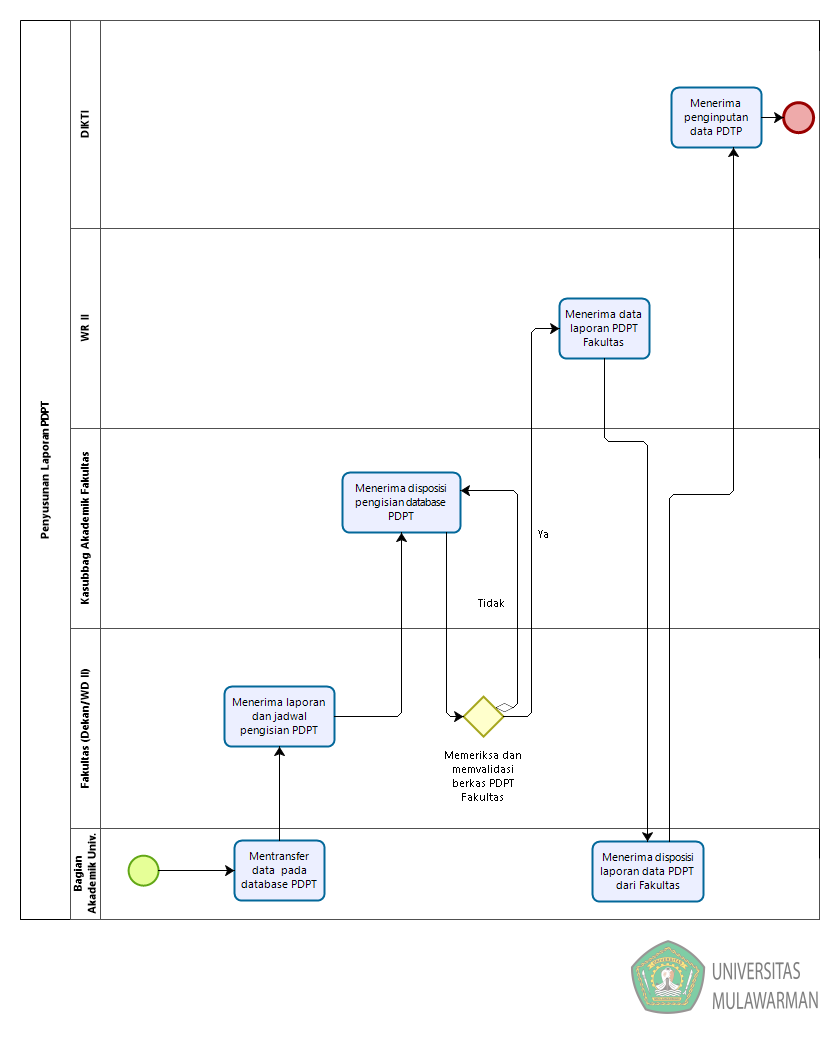 Penyusunan Laporan PDPT
DIKTI
Menerima
penginputan
data PDTP
WR II
Menerima data
laporan PDPT
Fakultas
Kasubbag Akademik Fakultas
Menerima disposisi
pengisian database
PDPT
Ya
Tidak
Fakultas (Dekan/WD II)
Menerima laporan
dan jadwal
pengisian PDPT
Memeriksa dan
memvalidasi
berkas PDPT
Fakultas
Bagian
Akademik Univ.
Mentransfer
data pada
database PDPT
Menerima disposisi
laporan data PDPT
dari Fakultas
UNIVERSITAS
MULAWARMAN